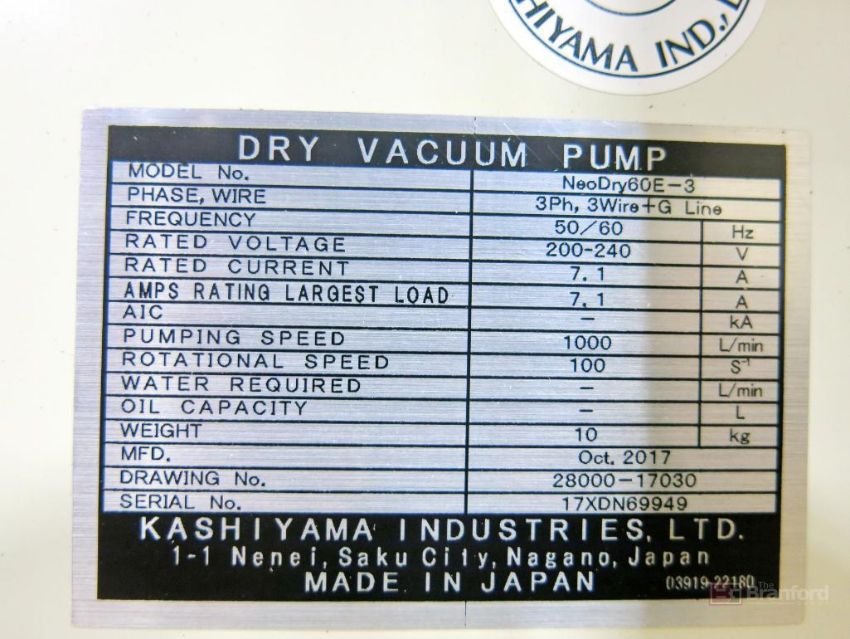 SHIYAMA IND.,
DRY VACUUM PUMP
MODEL No. NeoDry60E-3
PHASE, WIRE 3Ph, 3Wire+G Line
FREQUENCY 50/60 Hz
RATED VOLTAGE 200-240 V
RATED CURRENT 7.1 A
AMPS RATING LARGEST LOAD 7.1 A
AIC - kA
PUMPING SPEED 1000 L/min
ROTATIONAL SPEED 100 S⁻¹
WATER REQUIRED - L/min
OIL CAPACITY - L
WEIGHT 10 kg
MFD. Oct. 2017
DRAWING No. 28000-17030
SERIAL No. 17XDN69949
KASHIYAMA INDUSTRIES, LTD.
1-1 Nenei, Saku City, Nagano, Japan
MADE IN JAPAN 03919-22180
The Branford